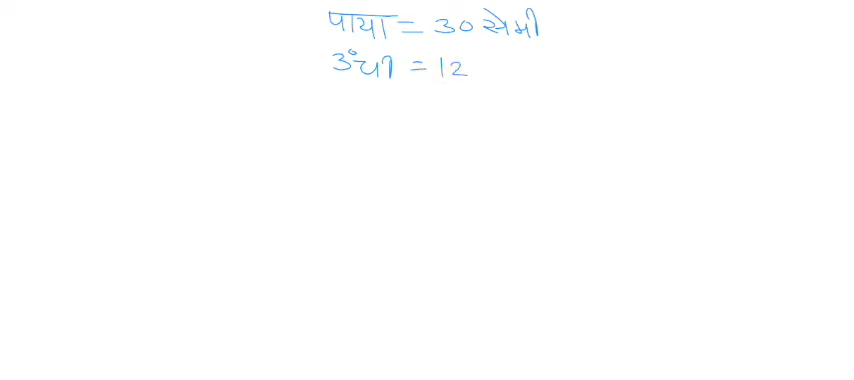 पाया = 30 सेमी
उंची = 12